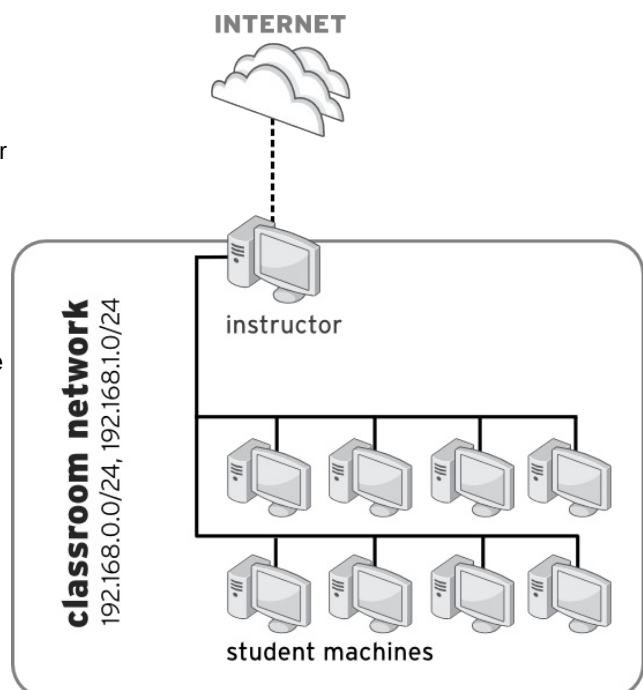 INTERNET
r
instructor
e
classroom network
192.168.0.0/24, 192.168.1.0/24
student machines